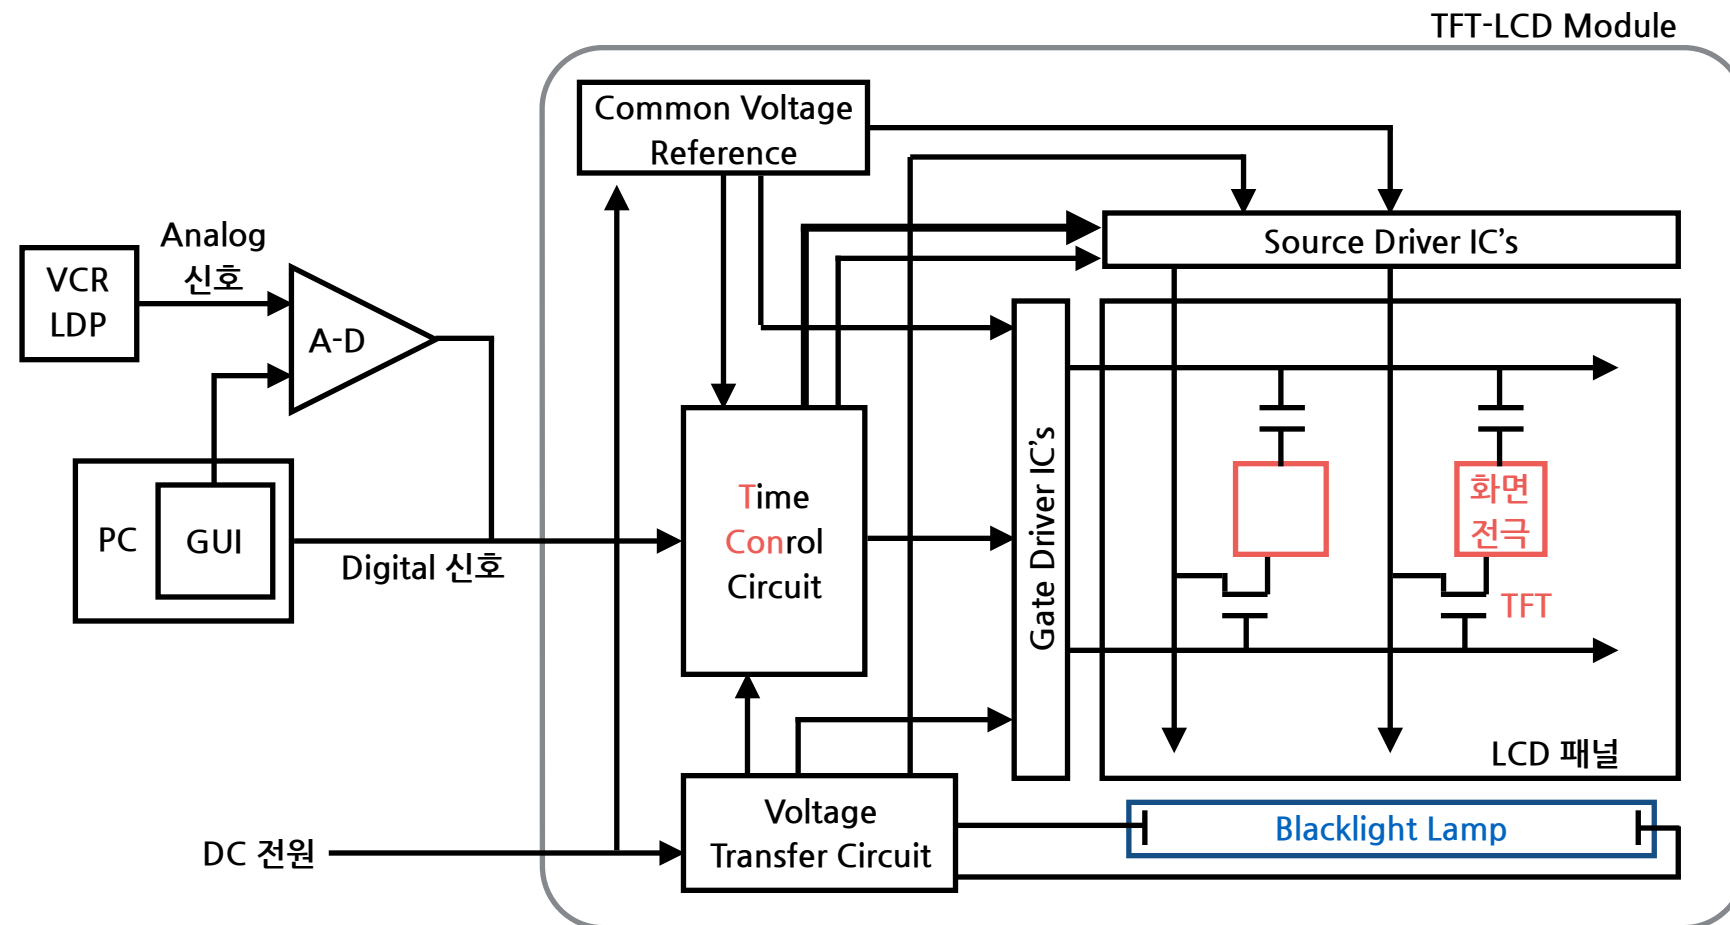 TFT-LCD Module
Common Voltage
Reference
Analog
신호
VCR
LDP
A-D
Source Driver IC's
PC
GUI
Digital 신호
Time
Conrol
Circuit
Gate Driver IC's
화면
전극
TFT
LCD 패널
DC 전원
Voltage
Transfer Circuit
Blacklight Lamp